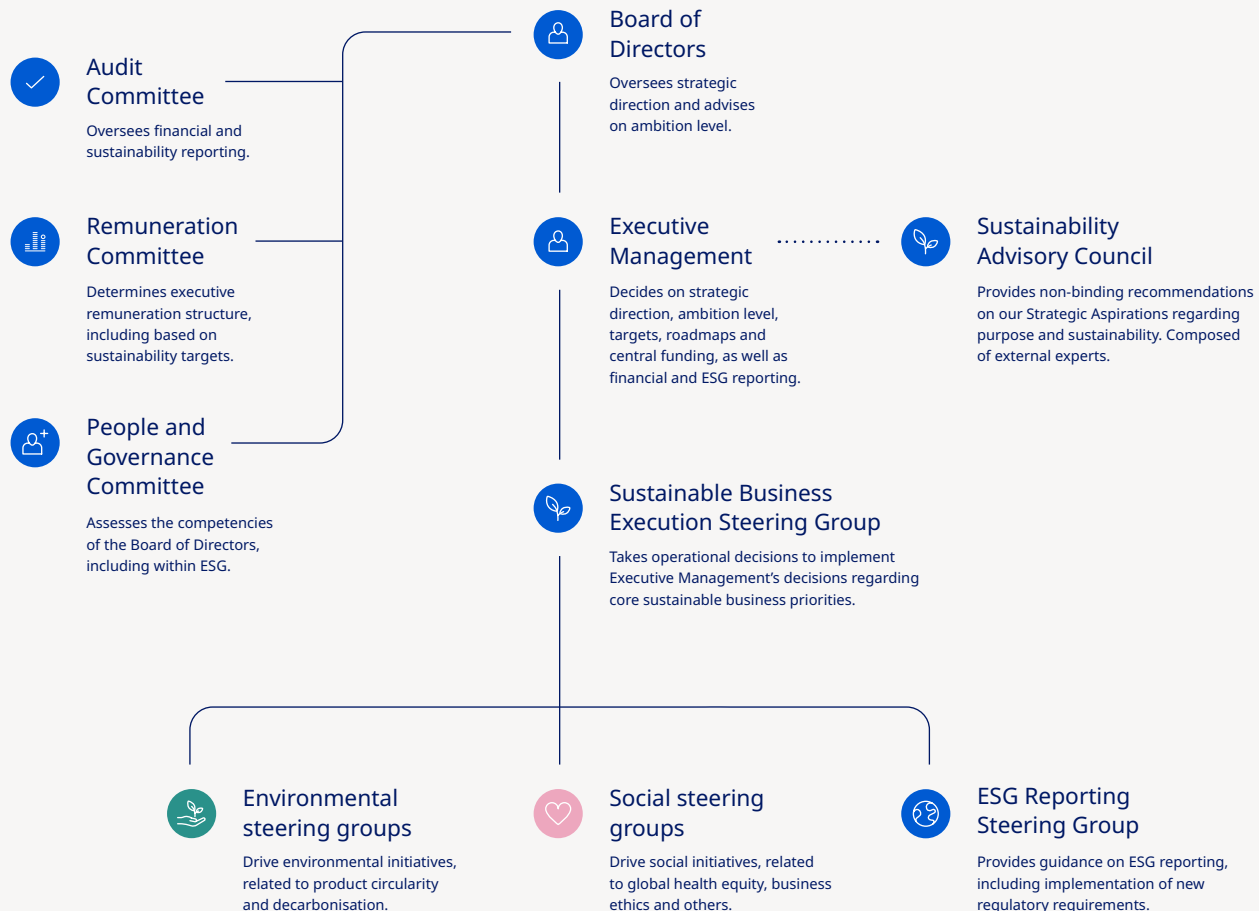 Board of
Directors
Oversees strategic
direction and advises
on ambition level.
Audit
Committee
Oversees financial and
sustainability reporting.
Remuneration
Committee
Determines executive
remuneration structure,
including based on
sustainability targets.
People and
Governance
Committee
Assesses the competencies
of the Board of Directors,
including within ESG.
Executive
Management
Decides on strategic
direction, ambition level,
targets, roadmaps and
central funding, as well as
financial and ESG reporting.
Sustainability
Advisory Council
Provides non-binding recommendations
on our Strategic Aspirations regarding
purpose and sustainability. Composed
of external experts.
Sustainable Business
Execution Steering Group
Takes operational decisions to implement
Executive Management’s decisions regarding
core sustainable business priorities.
Environmental
steering groups
Drive environmental initiatives,
related to product circularity
and decarbonisation.
Social steering
groups
Drive social initiatives, related
to global health equity, business
ethics and others.
ESG Reporting
Steering Group
Provides guidance on ESG reporting,
including implementation of new
regulatory requirements.